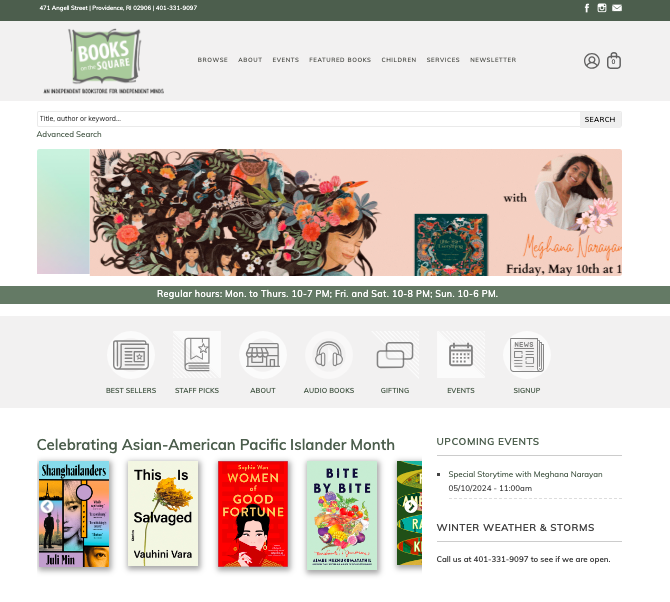 471 Angell Street | Providence, RI 02906 | 401-331-9097
BOOKS
on the
SQUARE
AN INDEPENDENT BOOKSTORE FOR INDEPENDENT MINDS
BROWSE ABOUT EVENTS FEATURED BOOKS CHILDREN SERVICES NEWSLETTER
0
Title, author or keyword...
SEARCH
Advanced Search
with
Meghana Narayan
Friday, May 10th at 1
Regular hours: Mon. to Thurs. 10-7 PM; Fri. and Sat. 10-8 PM; Sun. 10-6 PM.
NEWS
BEST SELLERS STAFF PICKS ABOUT AUDIO BOOKS GIFTING EVENTS SIGNUP
Celebrating Asian-American Pacific Islander Month
Shanghailanders
Juli Min
This Is
Salvaged
Vauhini Vara
Sophie Wan
WOMEN
of
GOOD
FORTUNE
BITE
BY BITE
AIMEE NEZHUKUMATATHIL
UPCOMING EVENTS
Special Storytime with Meghana Narayan
05/10/2024 - 11:00am
WINTER WEATHER & STORMS
Call us at 401-331-9097 to see if we are open.